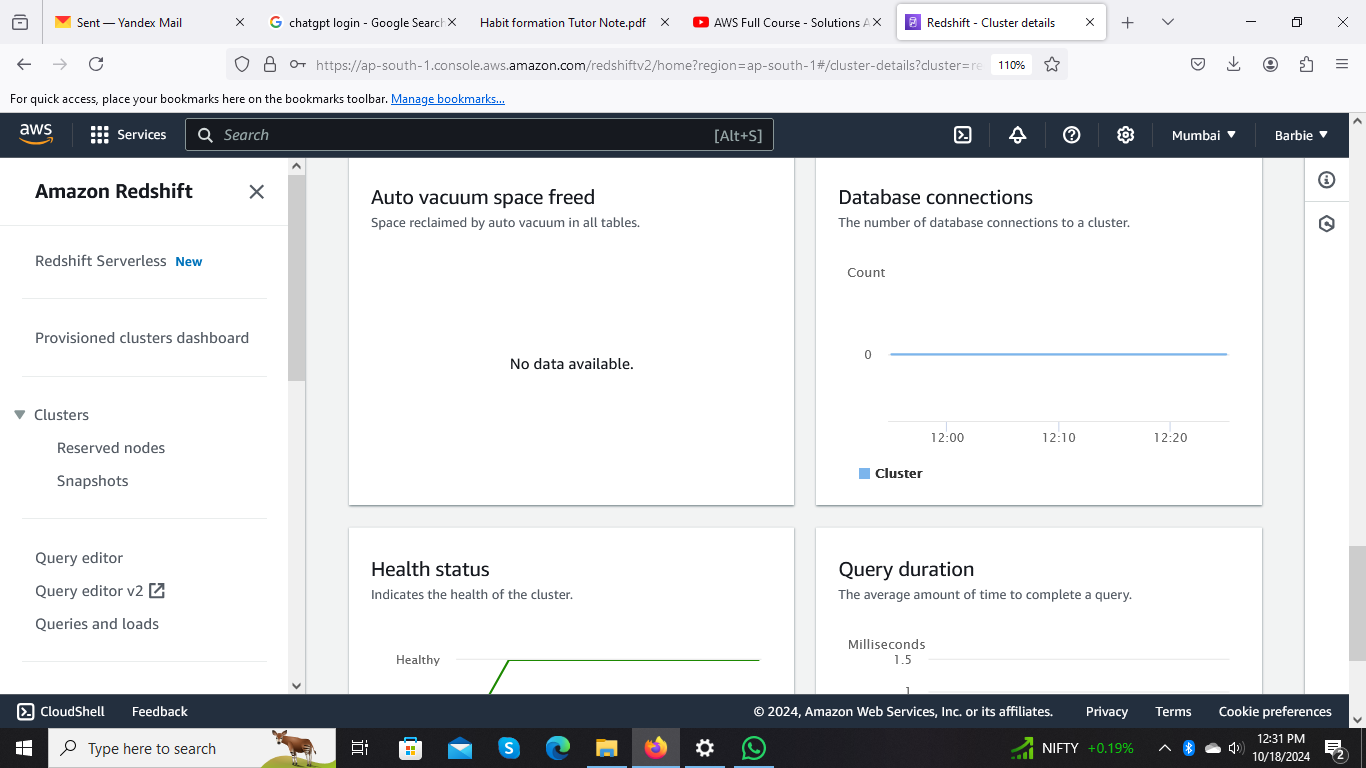 Sent — Yandex Mail
chatgpt login - Google Search
Habit formation Tutor Note.pdf
AWS Full Course - Solutions A
Redshift - Cluster details
https://ap-south-1.console.aws.amazon.com/redshiftv2/home?region=ap-south-1#/cluster-details?cluster=re
110%
For quick access, place your bookmarks here on the bookmarks toolbar. Manage bookmarks...
aws
Services
Search
[Alt+S]
Mumbai
Barbie
Amazon Redshift
Redshift Serverless New
Provisioned clusters dashboard
Clusters
Reserved nodes
Snapshots
Query editor
Query editor v2
Queries and loads
Auto vacuum space freed
Space reclaimed by auto vacuum in all tables.
No data available.
Database connections
The number of database connections to a cluster.
Count
0
12:00 12:10 12:20
Cluster
Health status
Indicates the health of the cluster.
Healthy
Query duration
The average amount of time to complete a query.
Milliseconds
1.5
1
CloudShell
Feedback
© 2024, Amazon Web Services, Inc. or its affiliates.
Privacy
Terms
Cookie preferences
Type here to search
NIFTY +0.19%
12:31 PM
10/18/2024
2